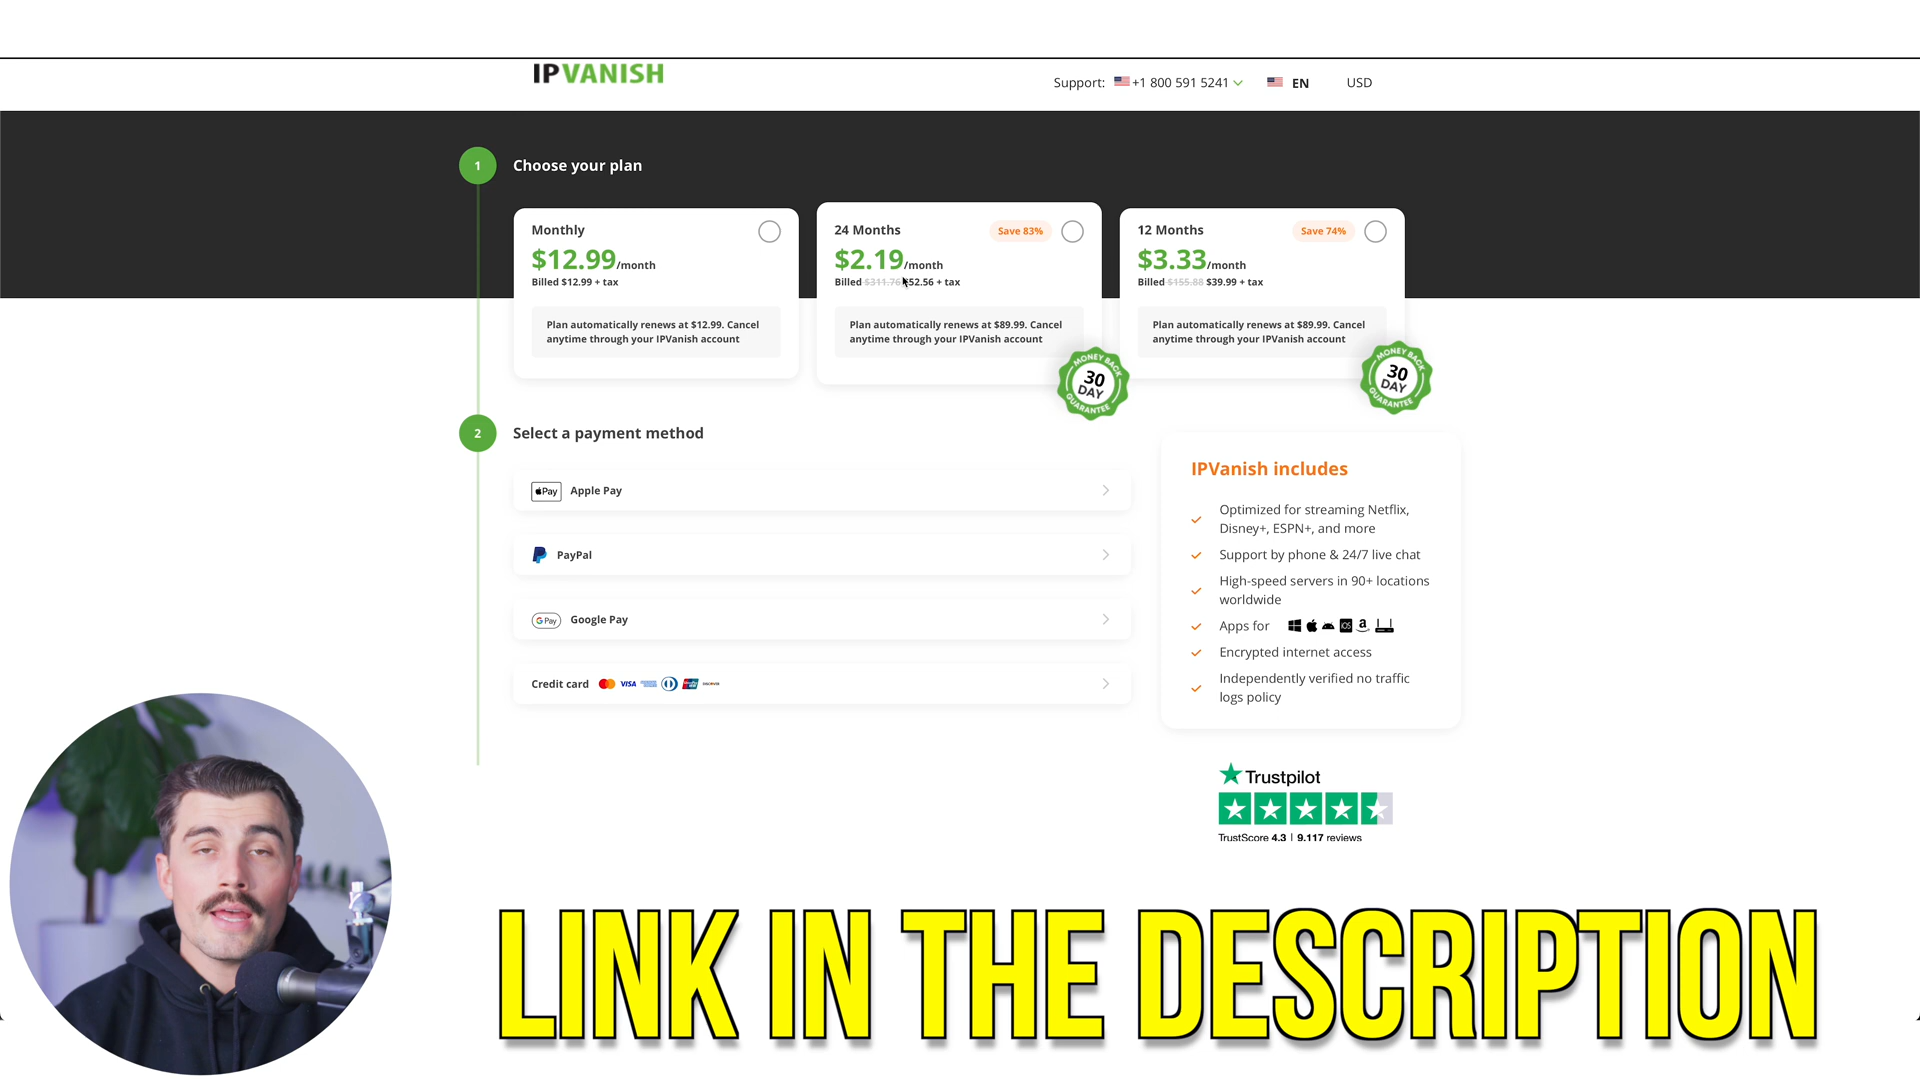 IPVANISH
Support: +1 800 591 5241 EN USD
1 Choose your plan
Monthly
$12.99/month
Billed $12.99 + tax
Plan automatically renews at $12.99. Cancel
anytime through your IPVanish account
24 Months Save 83%
$2.19/month
Billed $311.76 $52.56 + tax
Plan automatically renews at $89.99. Cancel
anytime through your IPVanish account
MONEY BACK
30
DAY
GUARANTEE
12 Months Save 74%
$3.33/month
Billed $155.88 $39.99 + tax
Plan automatically renews at $89.99. Cancel
anytime through your IPVanish account
MONEY BACK
30
DAY
GUARANTEE
2 Select a payment method
Pay Apple Pay
PayPal
G Pay Google Pay
Credit card VISA DISCOVER
IPVanish includes
Optimized for streaming Netflix,
Disney+, ESPN+, and more
Support by phone & 24/7 live chat
High-speed servers in 90+ locations
worldwide
Apps for iOS
Encrypted internet access
Independently verified no traffic
logs policy
Trustpilot
TrustScore 4.3 | 9,117 reviews
LINK IN THE DESCRIPTION